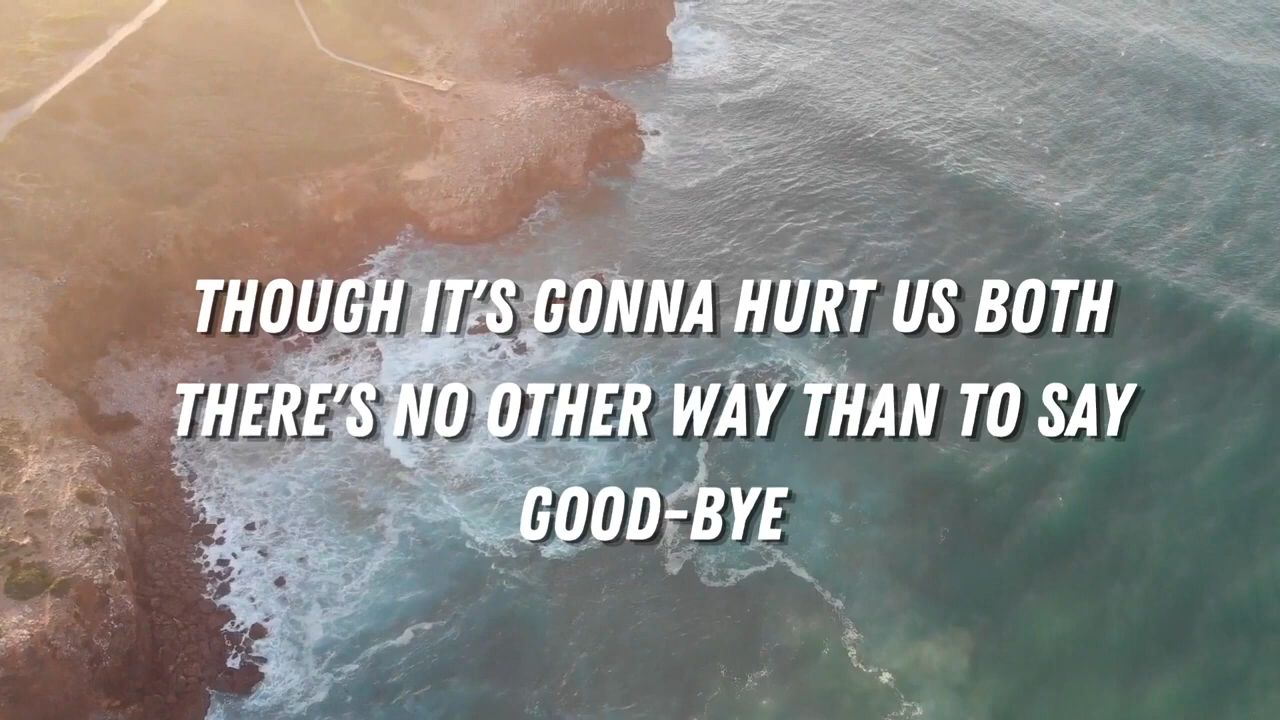 THOUGH IT'S GONNA HURT US BOTH
THERE'S NO OTHER WAY THAN TO SAY
GOOD-BYE